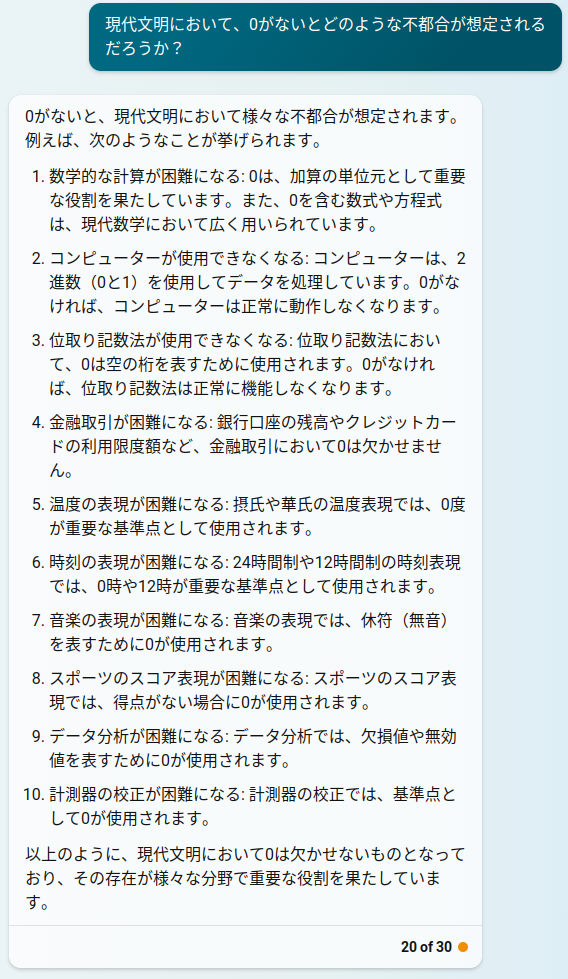 現代文明において、0がないとどのような不都合が想定される
だろうか？
0がないと、現代文明において様々な不都合が想定されます。
例えば、次のようなことが挙げられます。
1. 数学的な計算が困難になる: 0は、加算の単位元として重要
な役割を果たしています。また、0を含む数式や方程式
は、現代数学において広く用いられています。
2. コンピューターが使用できなくなる: コンピューターは、2
進数（0と1）を使用してデータを処理しています。0がな
ければ、コンピューターは正常に動作しなくなります。
3. 位取り記数法が使用できなくなる: 位取り記数法におい
て、0は空の桁を表すために使用されます。0がなけれ
ば、位取り記数法は正常に機能しなくなります。
4. 金融取引が困難になる: 銀行口座の残高やクレジットカー
ドの利用限度額など、金融取引において0は欠かせませ
ん。
5. 温度の表現が困難になる: 摂氏や華氏の温度表現では、0度
が重要な基準点として使用されます。
6. 時刻の表現が困難になる: 24時間制や12時間制の時刻表現
では、0時や12時が重要な基準点として使用されます。
7. 音楽の表現が困難になる: 音楽の表現では、休符（無音）
を表すために0が使用されます。
8. スポーツのスコア表現が困難になる: スポーツのスコア表
現では、得点がない場合に0が使用されます。
9. データ分析が困難になる: データ分析では、欠損値や無効
値を表すために0が使用されます。
10. 計測器の校正が困難になる: 計測器の校正では、基準点と
して0が使用されます。
以上のように、現代文明において0は欠かせないものとなって
おり、その存在が様々な分野で重要な役割を果たしていま
す。
20 of 30